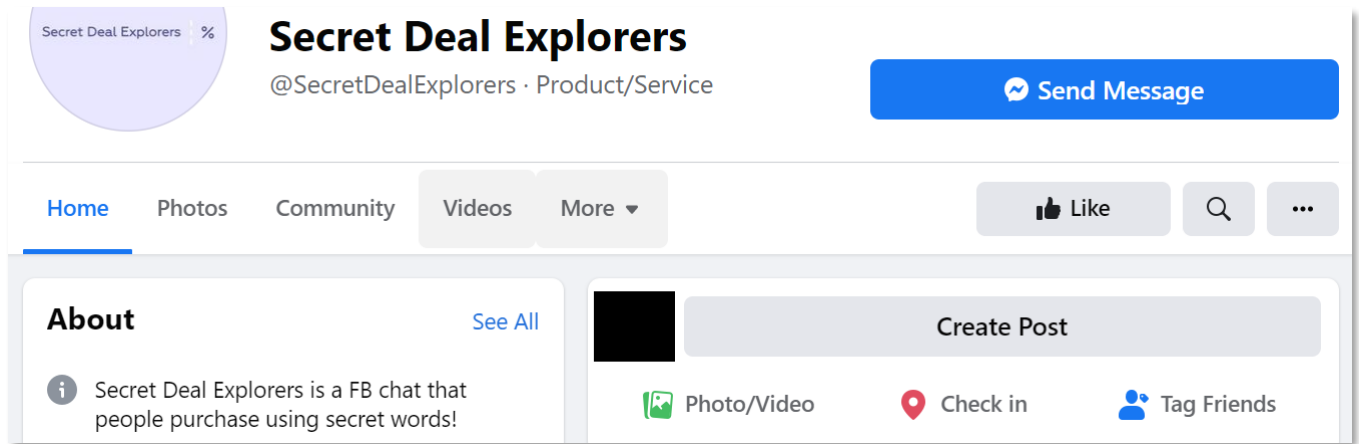 Secret Deal Explorers %
Secret Deal Explorers
@SecretDealExplorers · Product/Service
Send Message
Home Photos Community Videos More
Like
About See All
Secret Deal Explorers is a FB chat that
people purchase using secret words!
Create Post
Photo/Video Check in Tag Friends